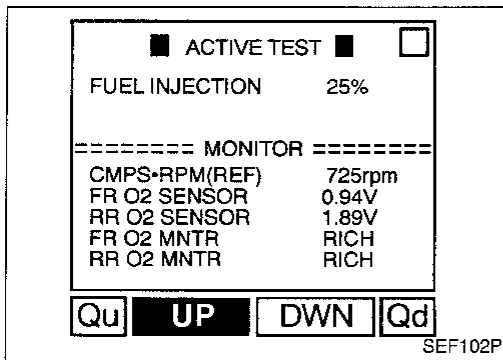 ACTIVE TEST
FUEL INJECTION 25%
======== MONITOR ========
CMPS•RPM(REF) 725rpm
FR O2 SENSOR 0.94V
RR O2 SENSOR 1.89V
FR O2 MNTR RICH
RR O2 MNTR RICH
Qu UP DWN Qd
SEF102P